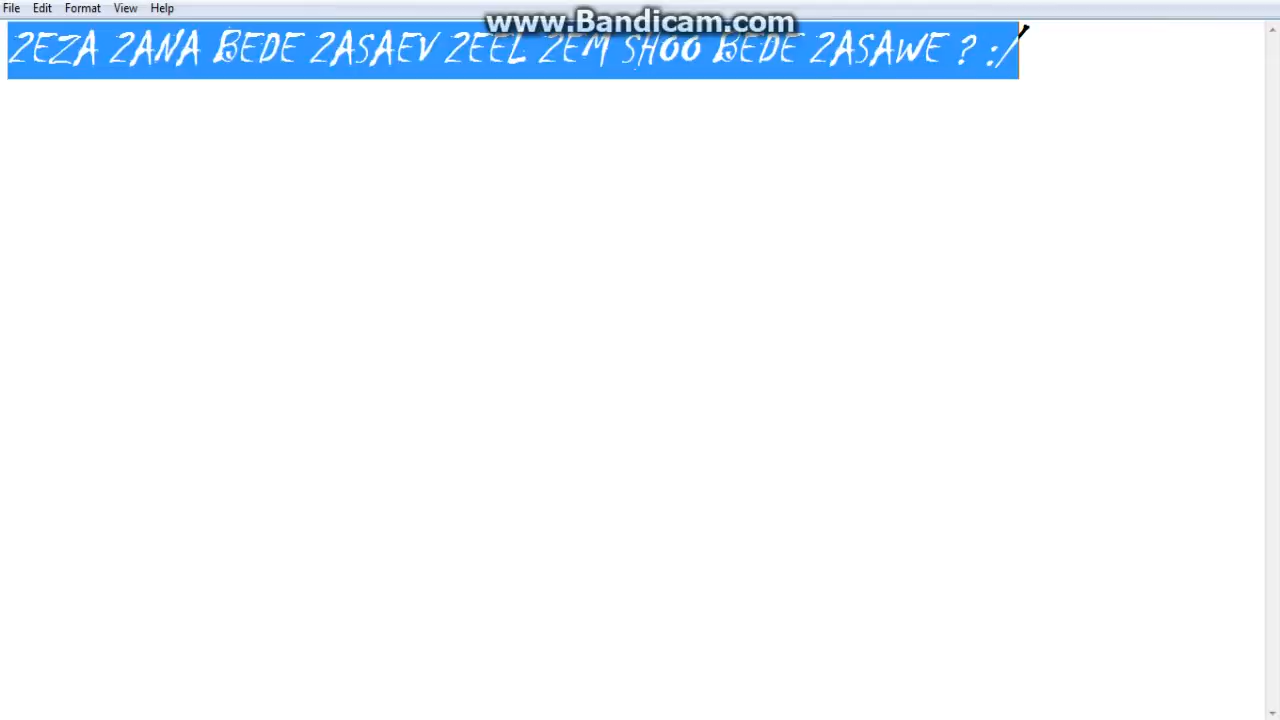 File Edit Format View Help
www.Bandicam.com
ZEZA ZANA BEDE ZASAEV ZEEL ZEM SHOO BEDE ZASAWE ? :/